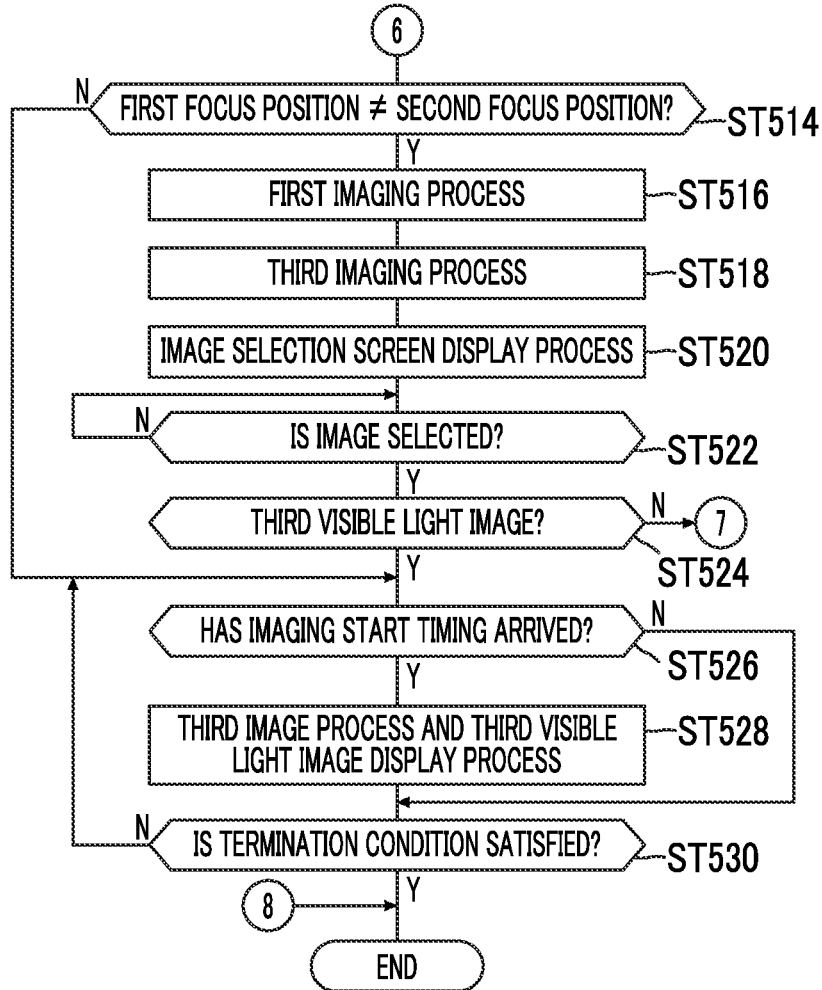 6
N
FIRST FOCUS POSITION ≠ SECOND FOCUS POSITION?
ST514
Y
FIRST IMAGING PROCESS
ST516
THIRD IMAGING PROCESS
ST518
IMAGE SELECTION SCREEN DISPLAY PROCESS
ST520
N
IS IMAGE SELECTED?
ST522
Y
THIRD VISIBLE LIGHT IMAGE?
N
7
ST524
Y
HAS IMAGING START TIMING ARRIVED?
N
ST526
Y
THIRD IMAGE PROCESS AND THIRD VISIBLE
LIGHT IMAGE DISPLAY PROCESS
ST528
N
IS TERMINATION CONDITION SATISFIED?
ST530
Y
8
END